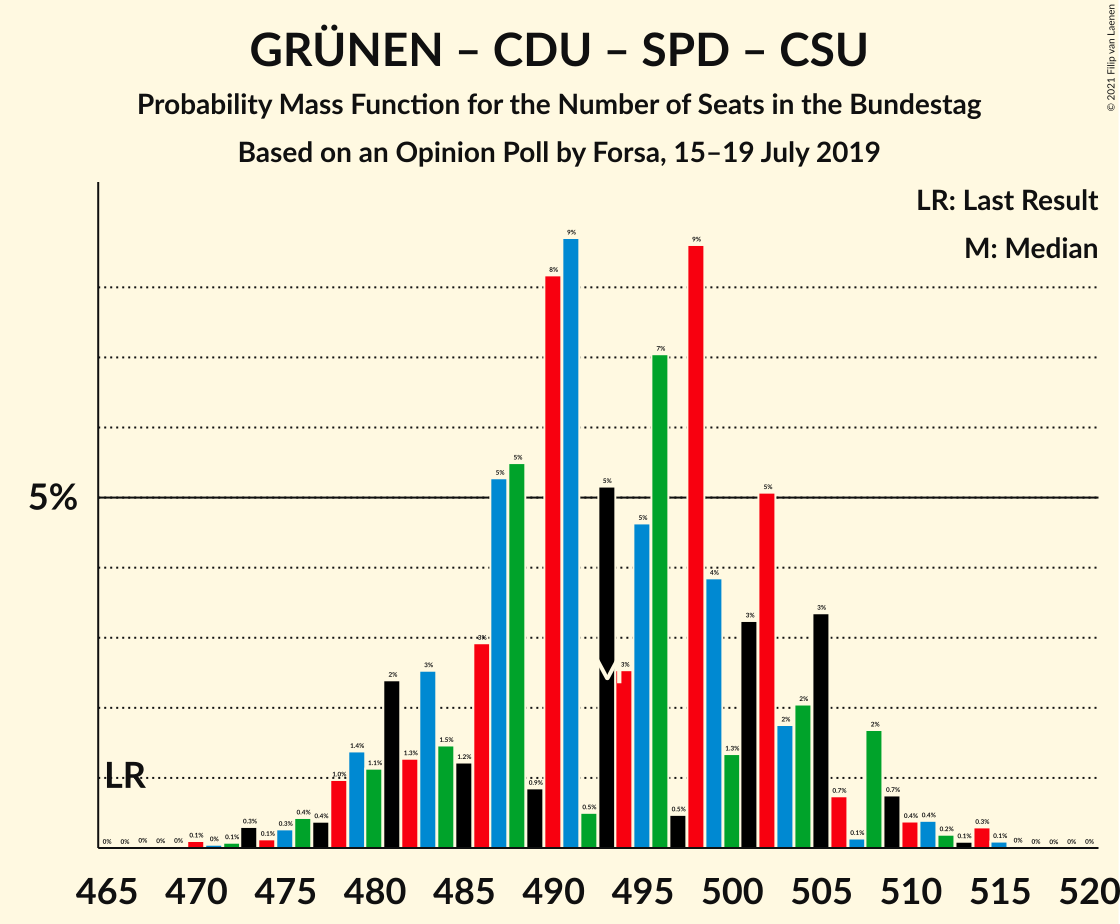 GRÜNEN – CDU – SPD – CSU
Probability Mass Function for the Number of Seats in the Bundestag
Based on an Opinion Poll by Forsa, 15–19 July 2019
© 2021 Filip van Laenen
LR: Last Result
M: Median
5%
LR
M
0% 0% 0% 0% 0% 0.1% 0% 0.1% 0.3% 0.1% 0.3% 0.4% 0.4% 1.0% 1.4% 1.1% 2% 1.3% 3% 1.5% 1.2% 3% 5% 5% 0.9% 8% 9% 0.5% 5% 3% 5% 7% 0.5% 9% 4% 1.3% 3% 5% 2% 2% 3% 0.7% 0.1% 2% 0.7% 0.4% 0.4% 0.2% 0.1% 0.3% 0.1% 0% 0% 0% 0% 0%
465 470 475 480 485 490 495 500 505 510 515 520